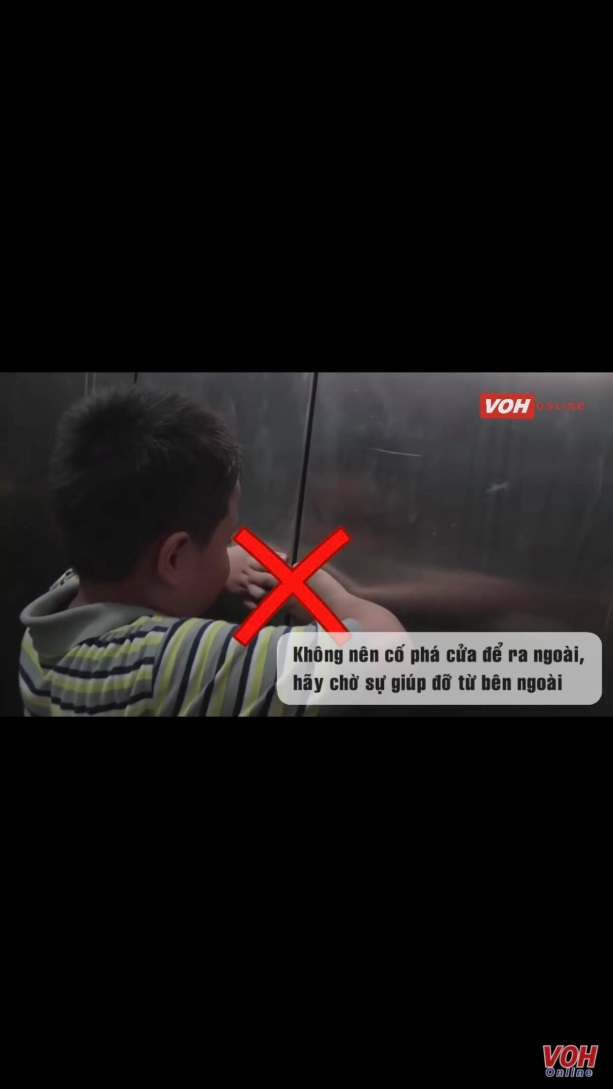 VOH ONLINE
Không nên cố phá cửa để ra ngoài,
hãy chờ sự giúp đỡ từ bên ngoài
VOH
Online